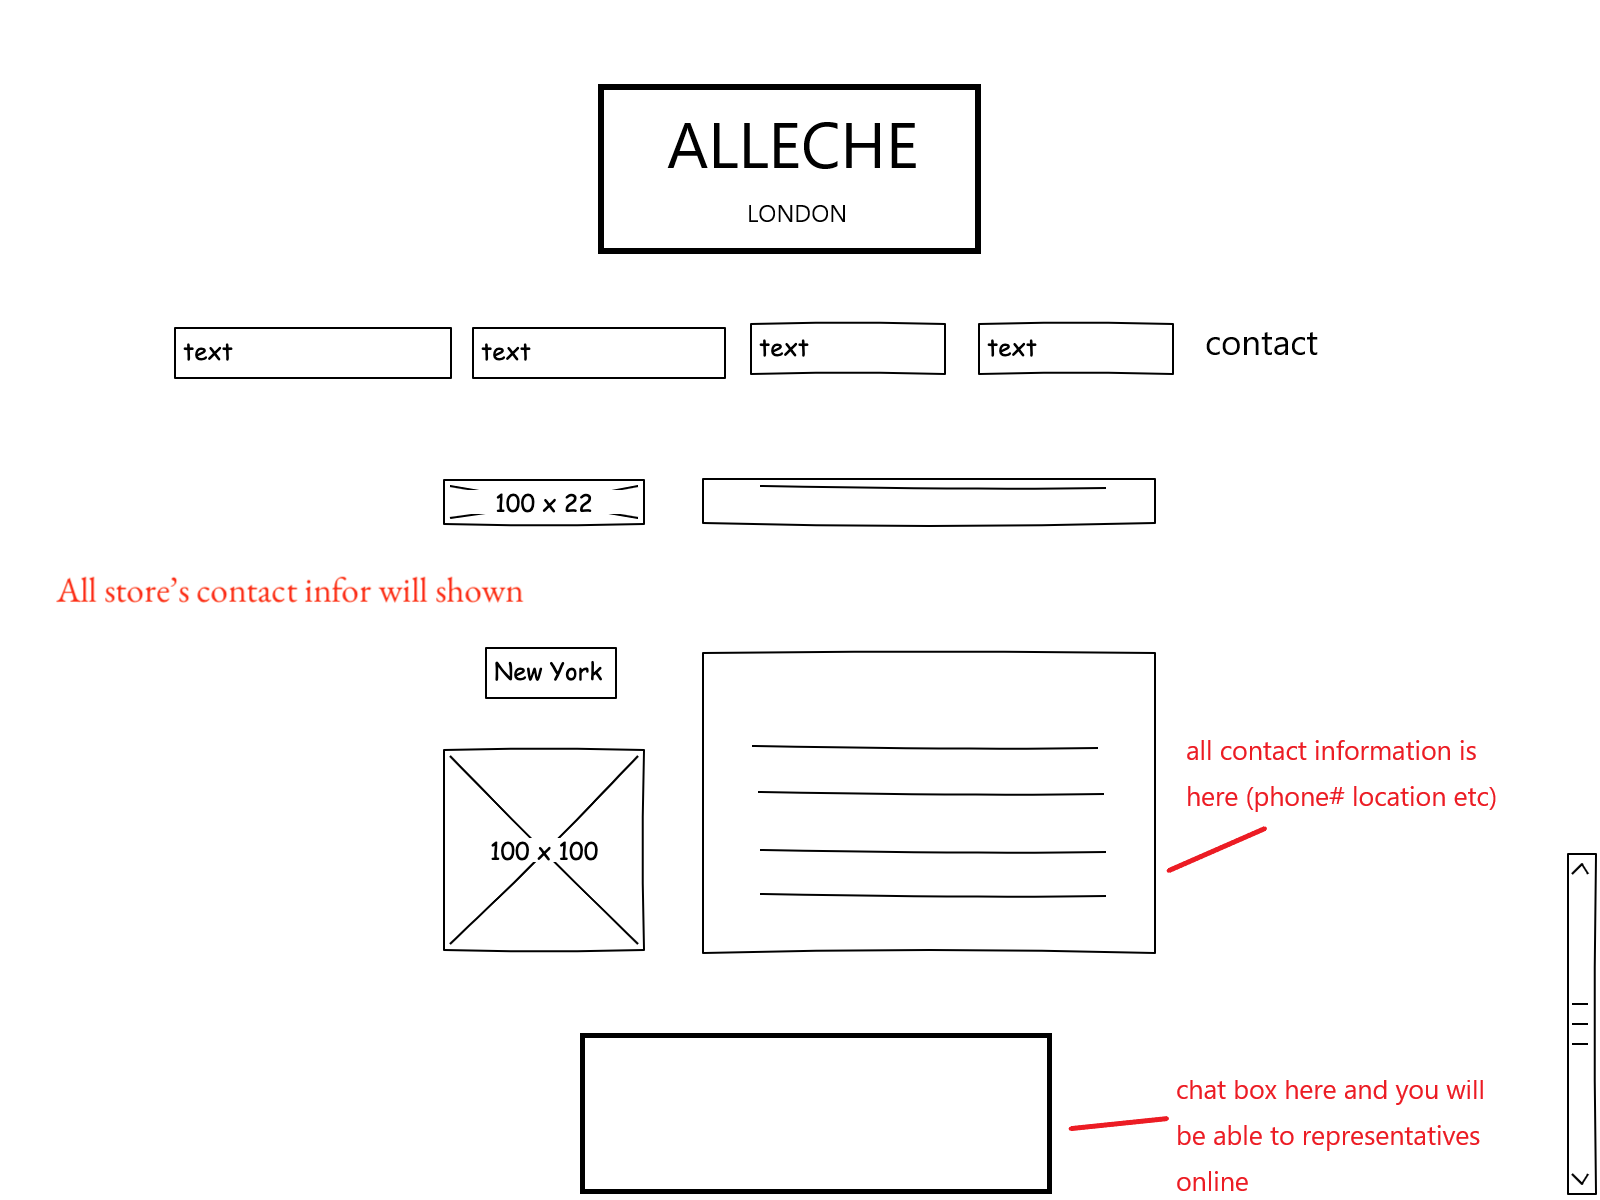 ALLECHE
LONDON
text
text
text
text
contact
100 x 22
All store’s contact infor will shown
New York
100 x 100
all contact information is
here (phone# location etc)
chat box here and you will
be able to representatives
online